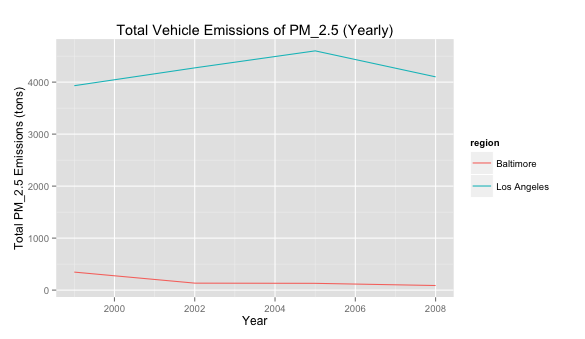 Total Vehicle Emissions of PM_2.5 (Yearly)
Total PM_2.5 Emissions (tons)
4000
3000
2000
1000
0
2000
2002
2004
2006
2008
Year
region
Baltimore
Los Angeles